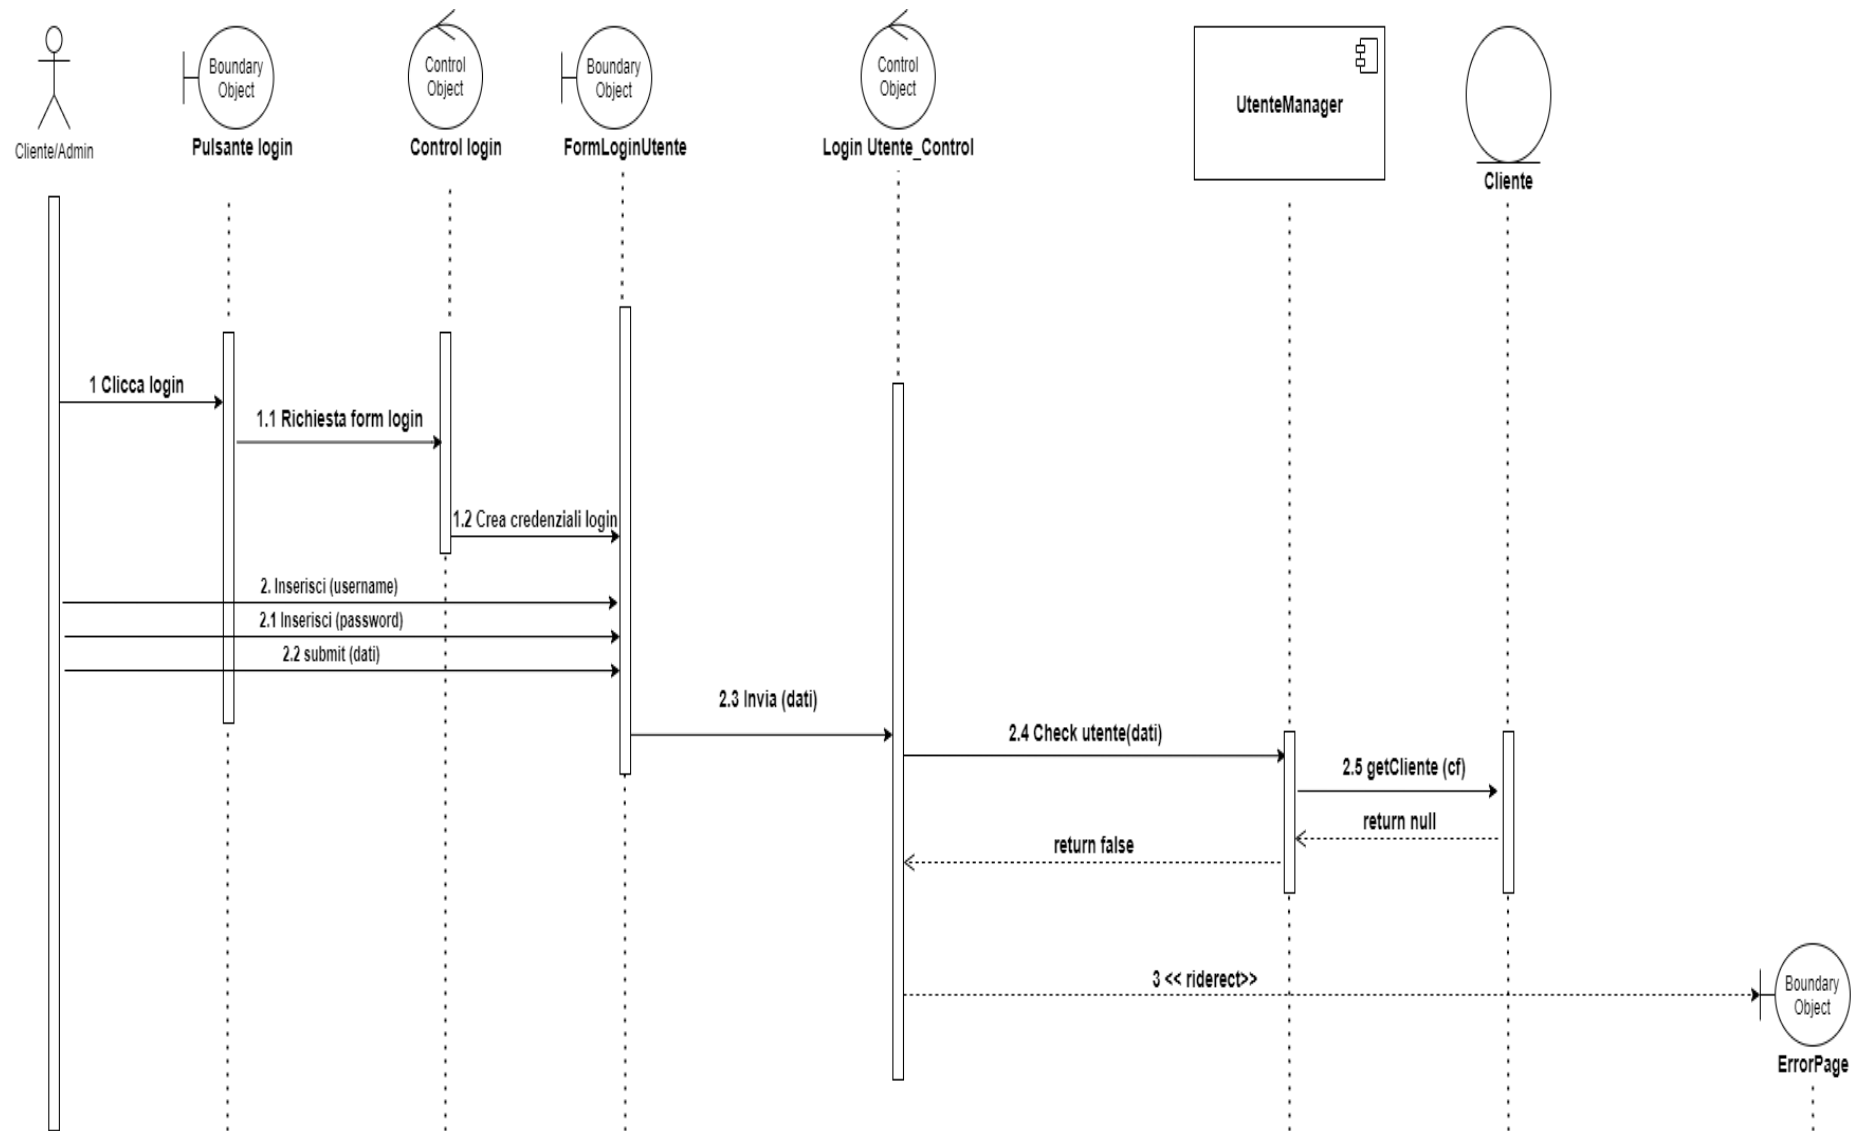 Boundary
Object
Control
Object
Boundary
Object
Control
Object
UtenteManager
Cliente/Admin
Pulsante login
Control login
FormLoginUtente
Login Utente_Control
Cliente
1 Clicca login
1.1 Richiesta form login
1.2 Crea credenziali login
2. Inserisci (username)
2.1 Inserisci (password)
2.2 submit (dati)
2.3 Invia (dati)
2.4 Check utente(dati)
2.5 getCliente (cf)
return null
return false
3 << riderect>>
Boundary
Object
ErrorPage